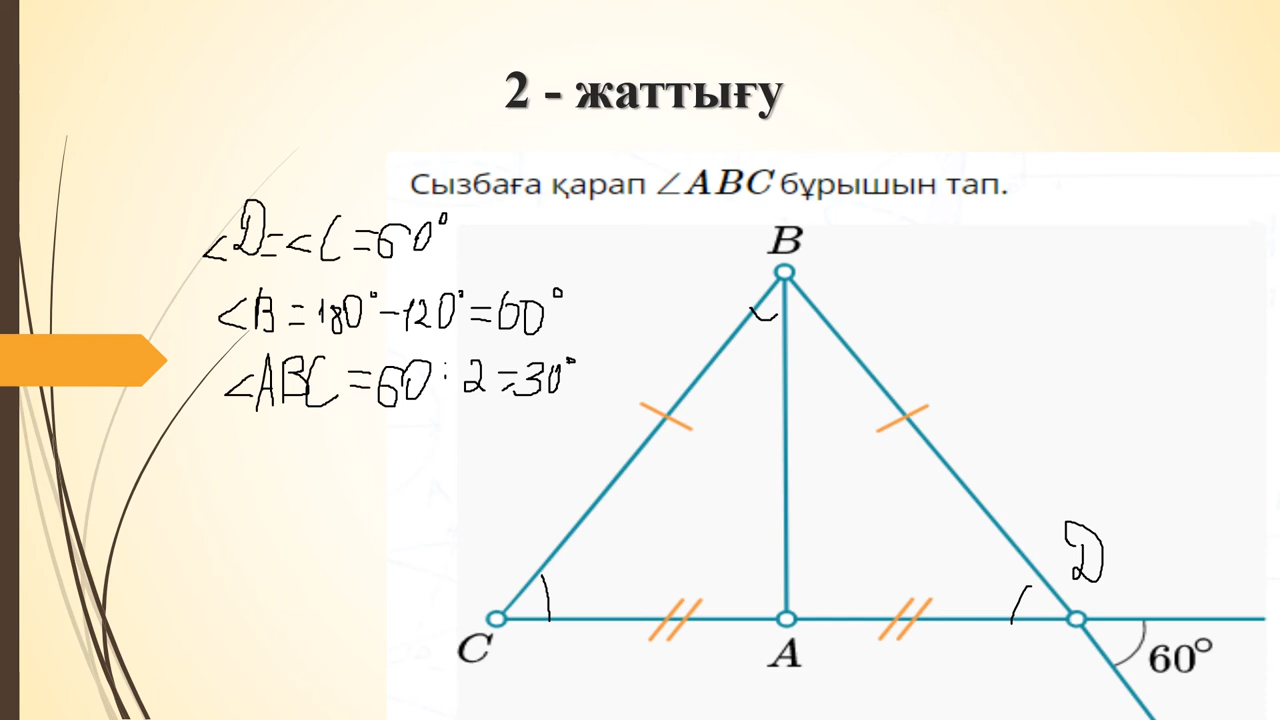 2 - жаттығу
Сызбаға қарап ∠ABC бұрышын тап.
∠D=∠C=60°
∠B=180°-120°=60°
∠ABC=60:2=30°
B
D
C
A
60°